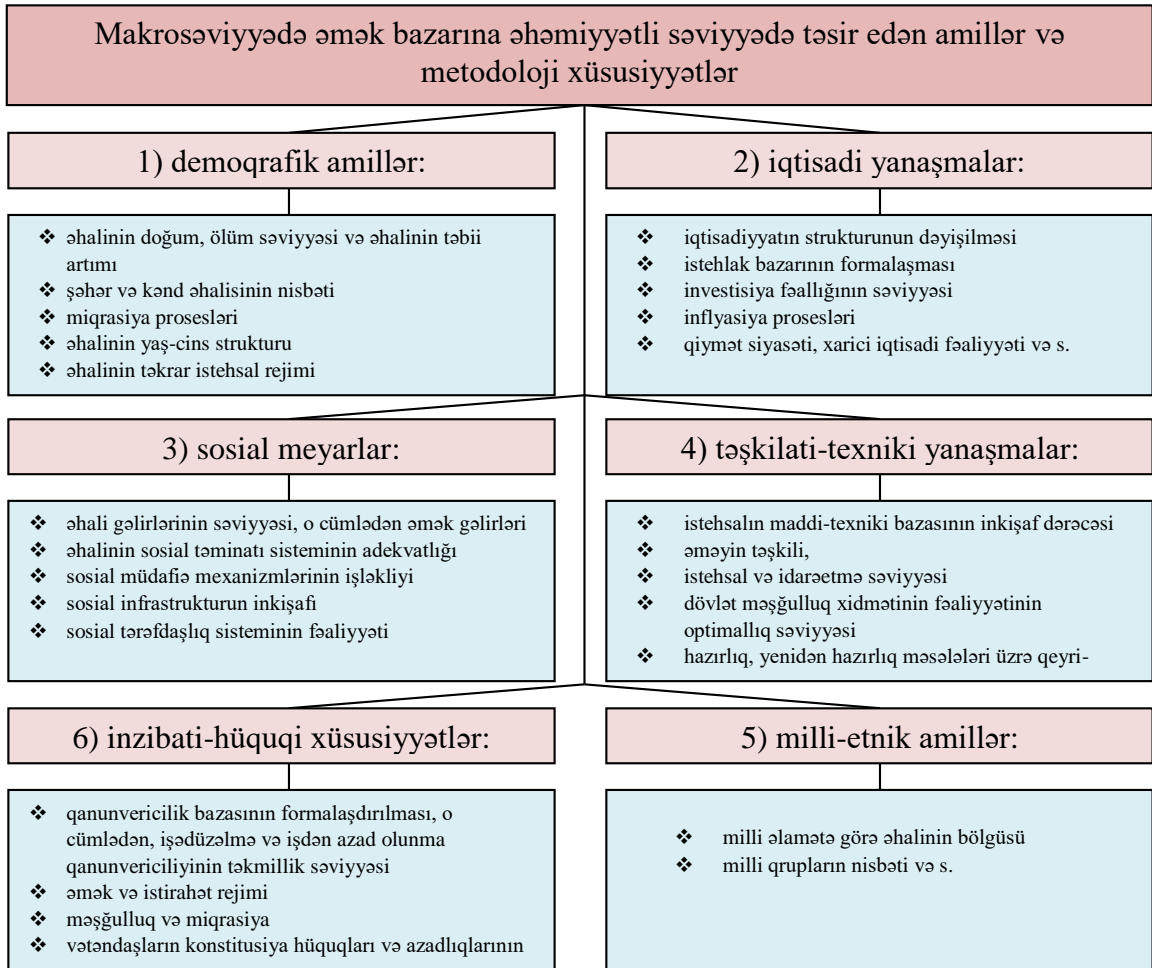 Makrosəviyyədə əmək bazarına əhəmiyyətli səviyyədə təsir edən amillər və
metodoloji xüsusiyyətlər
1) demoqrafik amillər:
❖ əhalinin doğum, ölüm səviyyəsi və əhalinin təbii
artımı
❖ şəhər və kənd əhalisinin nisbəti
❖ miqrasiya prosesləri
❖ əhalinin yaş-cins strukturu
❖ əhalinin təkrar istehsal rejimi
2) iqtisadi yanaşmalar:
❖ iqtisadiyyatın strukturunun dəyişilməsi
❖ istehlak bazarının formalaşması
❖ investisiya fəallığının səviyyəsi
❖ inflyasiya prosesləri
❖ qiymət siyasəti, xarici iqtisadi fəaliyyəti və s.
3) sosial meyarlar:
❖ əhali gəlirlərinin səviyyəsi, o cümlədən əmək gəlirləri
❖ əhalinin sosial təminatı sisteminin adekvatlığı
❖ sosial müdafiə mexanizmlərinin işləkliyi
❖ sosial infrastrukturun inkişafı
❖ sosial tərəfdaşlıq sisteminin fəaliyyəti
4) təşkilati-texniki yanaşmalar:
❖ istehsalın maddi-texniki bazasının inkişaf dərəcəsi
❖ əməyin təşkili,
❖ istehsal və idarəetmə səviyyəsi
❖ dövlət məşğulluq xidmətinin fəaliyyətinin
optimallıq səviyyəsi
❖ hazırlıq, yenidən hazırlıq məsələləri üzrə qeyri-
6) inzibati-hüquqi xüsusiyyətlər:
❖ qanunvericilik bazasının formalaşdırılması, o
cümlədən, işədüzəlmə və işdən azad olunma
qanunvericiliyinin təkmillik səviyyəsi
❖ əmək və istirahət rejimi
❖ məşğulluq və miqrasiya
❖ vətəndaşların konstitusiya hüquqları və azadlıqlarının
5) milli-etnik amillər:
❖ milli əlamətə görə əhalinin bölgüsü
❖ milli qrupların nisbəti və s.